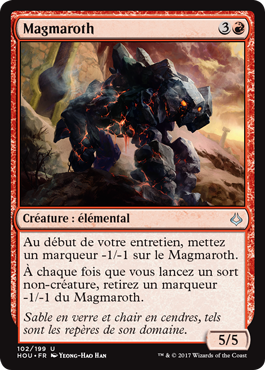 Magmaroth 3
Créature : élémental
Au début de votre entretien, mettez
un marqueur -1/-1 sur le Magmaroth.
À chaque fois que vous lancez un sort
non-créature, retirez un marqueur
-1/-1 du Magmaroth.
Sable en verre et chair en cendres, tels
sont les repères de son domaine.
5/5
102/199 U
HOU • FR Yeong-Hao Han
™ & © 2017 Wizards of the Coast